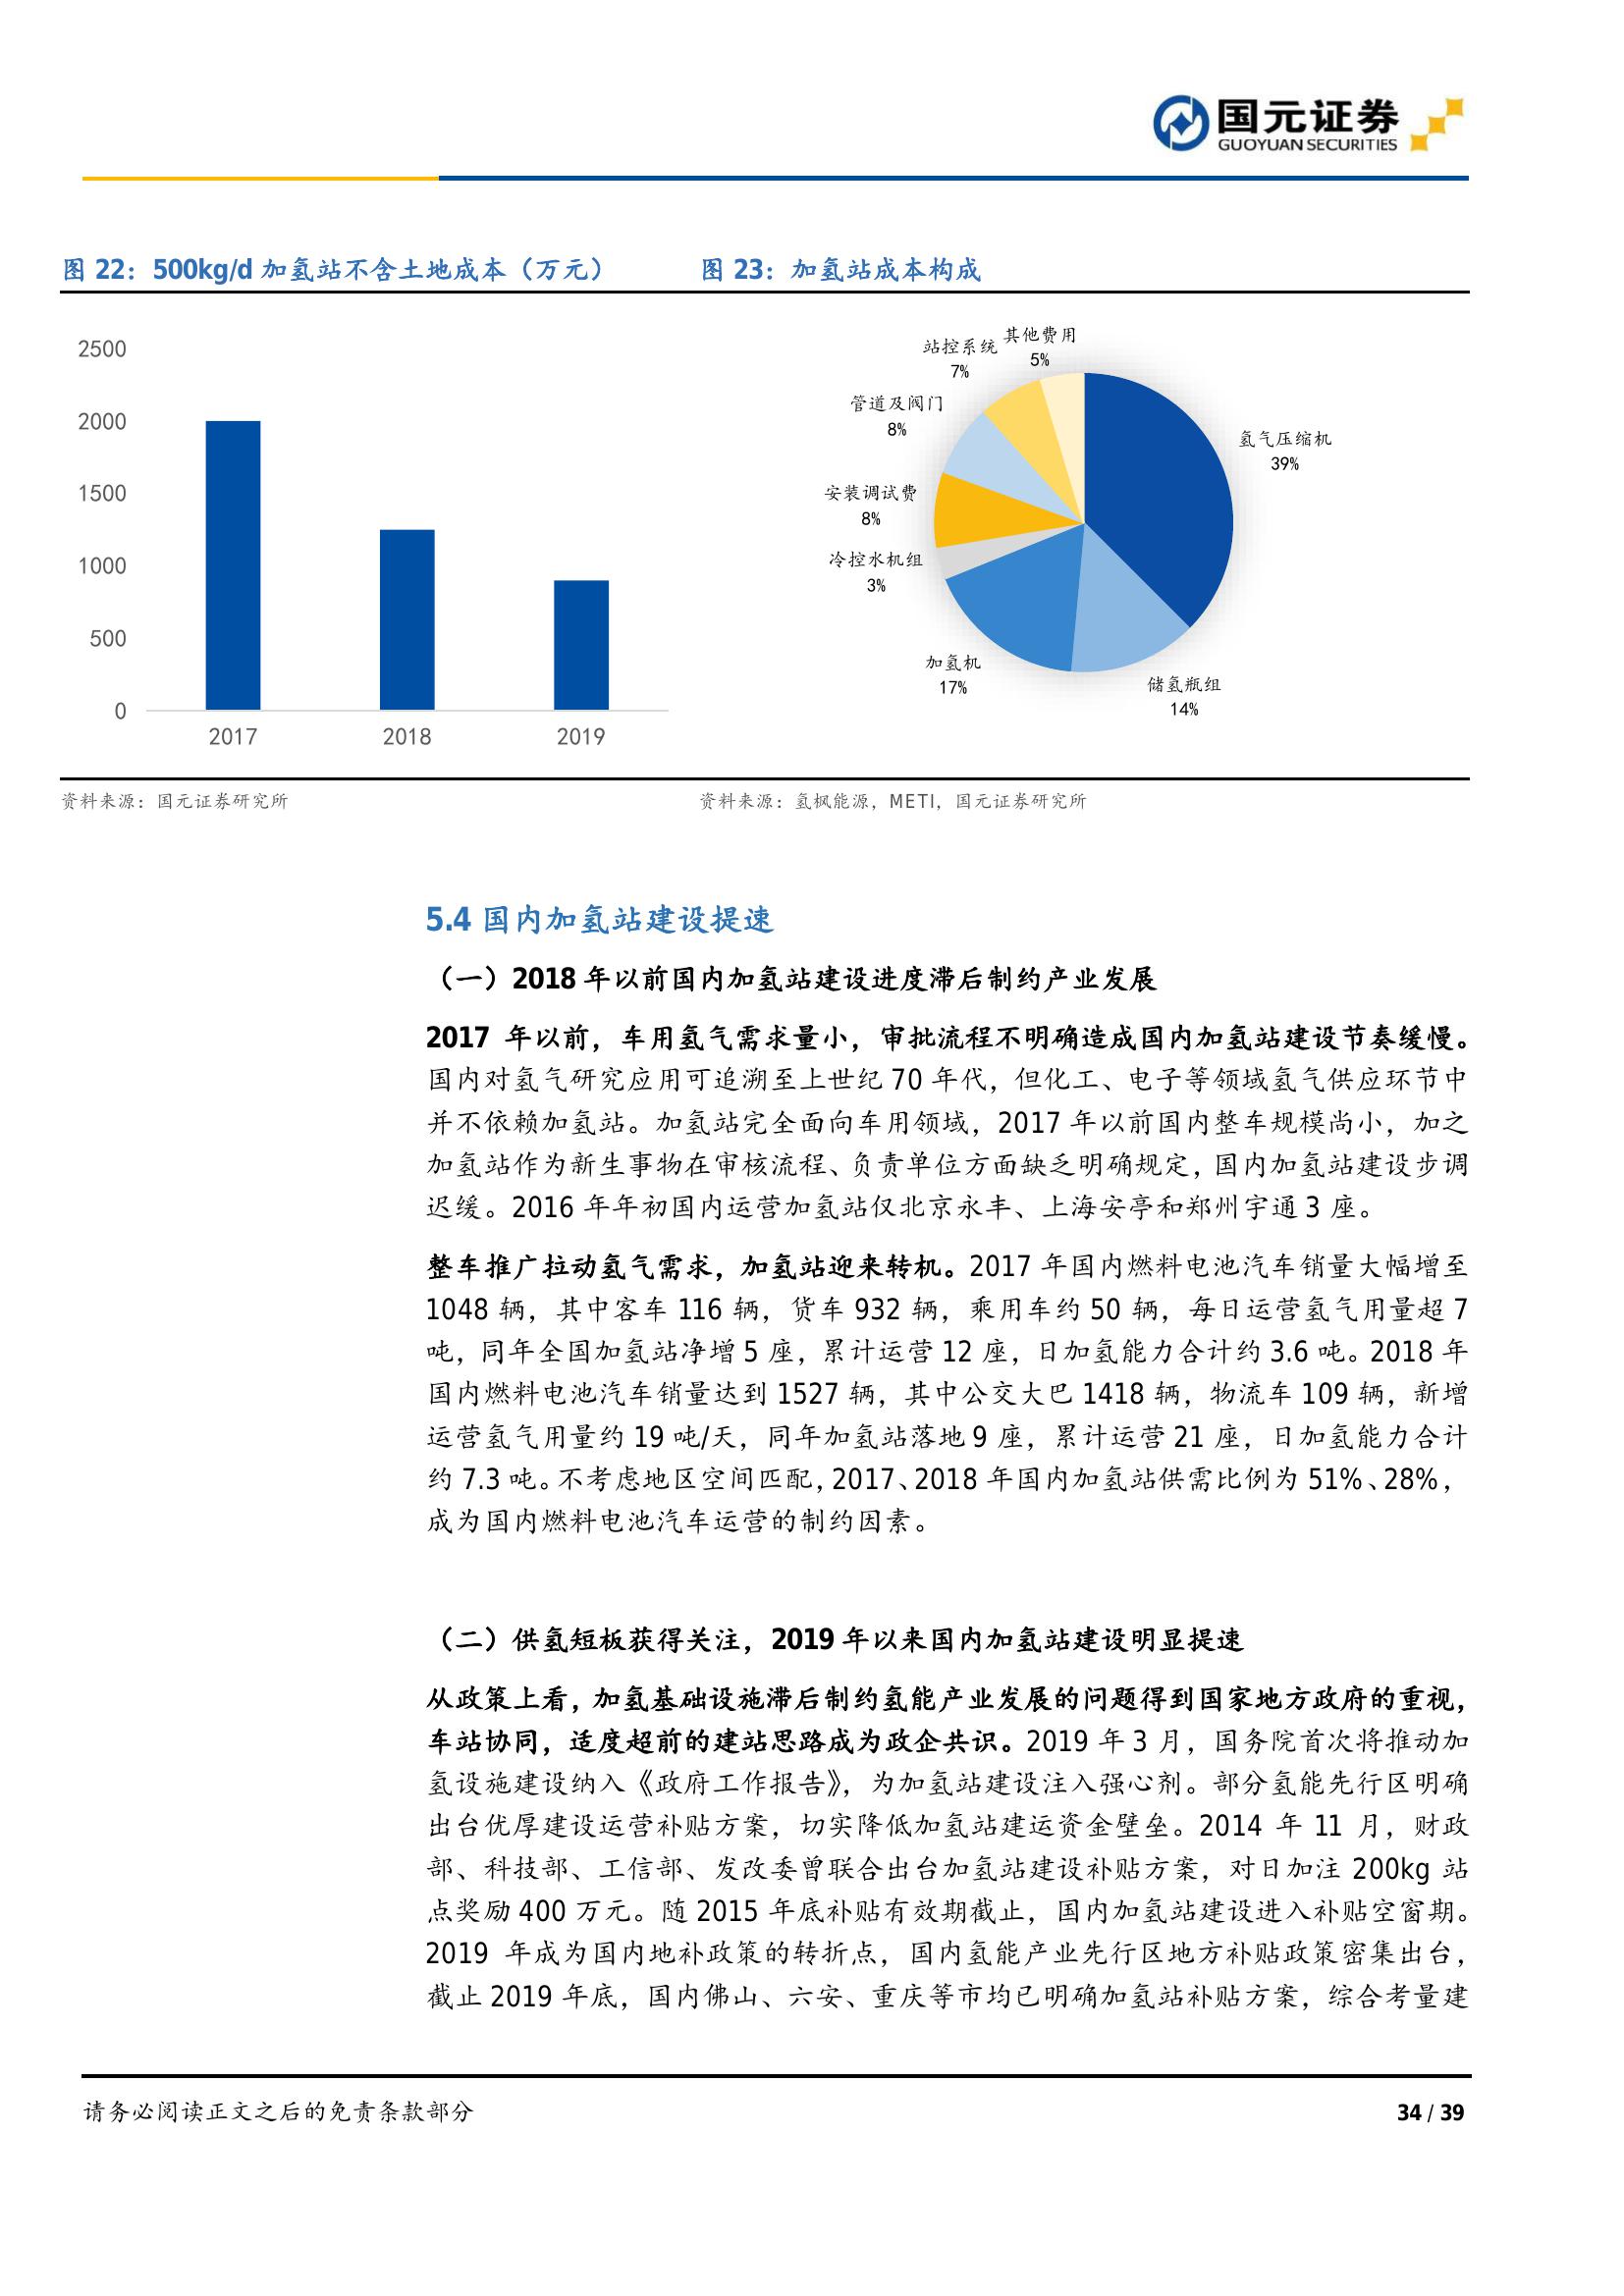 国元证券
GUOYUAN SECURITIES
图 22：500kg/d 加氢站不含土地成本（万元）
2500
2000
1500
1000
500
0
2017 2018 2019
资料来源：国元证券研究所
图 23：加氢站成本构成
其他费用
5%
站控系统
7%
管道及阀门
8%
安装调试费
8%
冷控水机组
3%
加氢机
17%
储氢瓶组
14%
氢气压缩机
39%
资料来源：氢枫能源，METI，国元证券研究所
5.4 国内加氢站建设提速
（一）2018 年以前国内加氢站建设进度滞后制约产业发展
2017 年以前，车用氢气需求量小，审批流程不明确造成国内加氢站建设节奏缓慢。
国内对氢气研究应用可追溯至上世纪 70 年代，但化工、电子等领域氢气供应环节中
并不依赖加氢站。加氢站完全面向车用领域，2017 年以前国内整车规模尚小，加之
加氢站作为新生事物在审核流程、负责单位方面缺乏明确规定，国内加氢站建设步调
迟缓。2016 年年初国内运营加氢站仅北京永丰、上海安亭和郑州宇通 3 座。
整车推广拉动氢气需求，加氢站迎来转机。2017 年国内燃料电池汽车销量大幅增至
1048 辆，其中客车 116 辆，货车 932 辆，乘用车约 50 辆，每日运营氢气用量超 7
吨，同年全国加氢站净增 5 座，累计运营 12 座，日加氢能力合计约 3.6 吨。2018 年
国内燃料电池汽车销量达到 1527 辆，其中公交大巴 1418 辆，物流车 109 辆，新增
运营氢气用量约 19 吨/天，同年加氢站落地 9 座，累计运营 21 座，日加氢能力合计
约 7.3 吨。不考虑地区空间匹配，2017、2018 年国内加氢站供需比例为 51%、28%，
成为国内燃料电池汽车运营的制约因素。
（二）供氢短板获得关注，2019 年以来国内加氢站建设明显提速
从政策上看，加氢基础设施滞后制约氢能产业发展的问题得到国家地方政府的重视，
车站协同，适度超前的建站思路成为政企共识。2019 年 3 月，国务院首次将推动加
氢设施建设纳入《政府工作报告》，为加氢站建设注入强心剂。部分氢能先行区明确
出台优厚建设运营补贴方案，切实降低加氢站建运资金壁垒。2014 年 11 月，财政
部、科技部、工信部、发改委曾联合出台加氢站建设补贴方案，对日加注 200kg 站
点奖励 400 万元。随 2015 年底补贴有效期截止，国内加氢站建设进入补贴空窗期。
2019 年成为国内地补政策的转折点，国内氢能产业先行区地方补贴政策密集出台，
截止 2019 年底，国内佛山、六安、重庆等市均已明确加氢站补贴方案，综合考量建
请务必阅读正文之后的免责条款部分
34 / 39